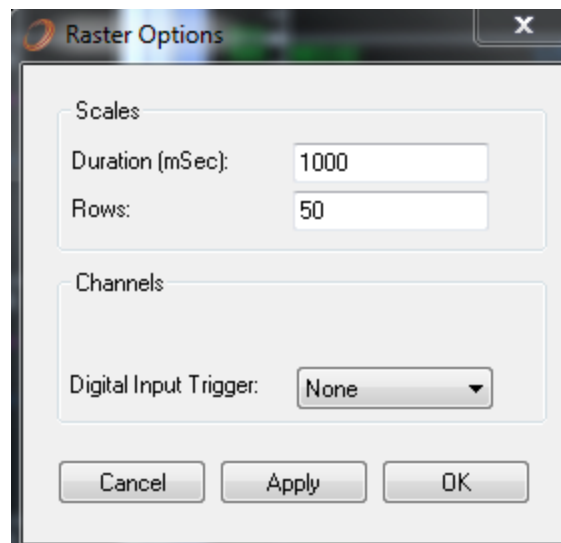 Raster Options
Scales
Duration (mSec): 1000
Rows: 50
Channels
Digital Input Trigger: None
Cancel Apply OK